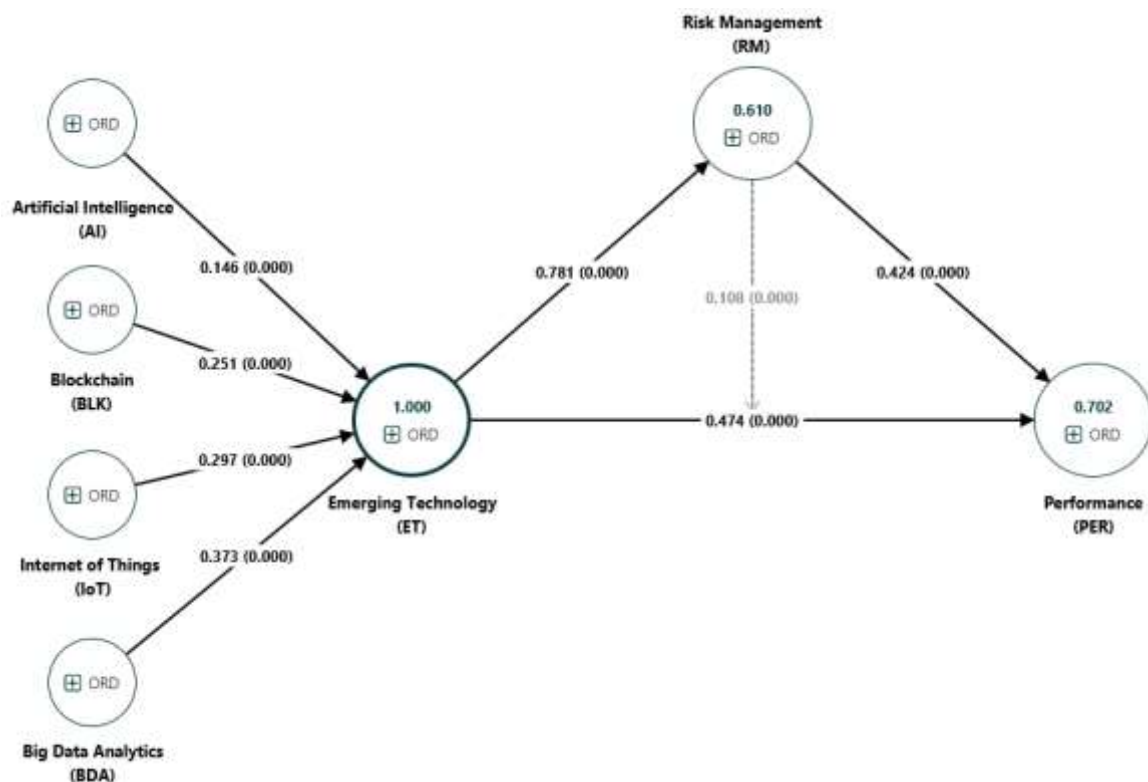 Risk Management
(RM)
0.610
ORD
ORD
Artificial Intelligence
(AI)
0.146 (0.000)
0.781 (0.000)
0.424 (0.000)
0.108 (0.000)
ORD
Blockchain
(BLK)
0.251 (0.000)
1.000
ORD
0.474 (0.000)
0.702
ORD
0.297 (0.000)
ORD
Emerging Technology
(ET)
Performance
(PER)
Internet of Things
(IoT)
0.373 (0.000)
ORD
Big Data Analytics
(BDA)